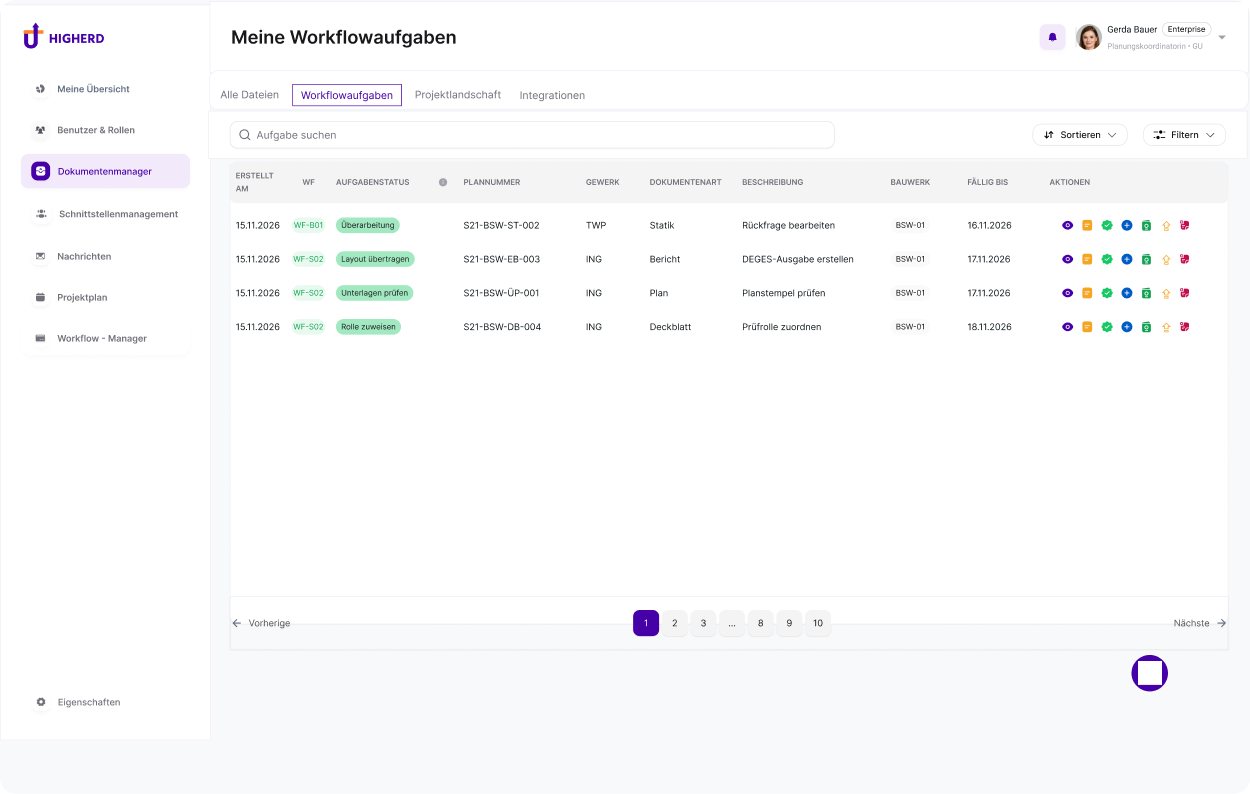 HIGHERD
Meine Übersicht
Benutzer & Rollen
Dokumentenmanager
Schnittstellenmanagement
Nachrichten
Projektplan
Workflow - Manager
Eigenschaften
Meine Workflowaufgaben
Gerda Bauer Enterprise
Planungskoordinatorin • GU
Alle Dateien Workflowaufgaben Projektlandschaft Integrationen
Aufgabe suchen Sortieren Filtern
ERSTELLT AM WF AUFGABENSTATUS PLANNUMMER GEWERK DOKUMENTENART BESCHREIBUNG BAUWERK FÄLLIG BIS AKTIONEN
15.11.2026 WF-B01 Überarbeitung S21-BSW-ST-002 TWP Statik Rückfrage bearbeiten BSW-01 16.11.2026
15.11.2026 WF-S02 Layout übertragen S21-BSW-EB-003 ING Bericht DEGES-Ausgabe erstellen BSW-01 17.11.2026
15.11.2026 WF-S02 Unterlagen prüfen S21-BSW-ÜP-001 ING Plan Planstempel prüfen BSW-01 17.11.2026
15.11.2026 WF-S02 Rolle zuweisen S21-BSW-DB-004 ING Deckblatt Prüfrolle zuordnen BSW-01 18.11.2026
Vorherige 1 2 3 ... 8 9 10 Nächste